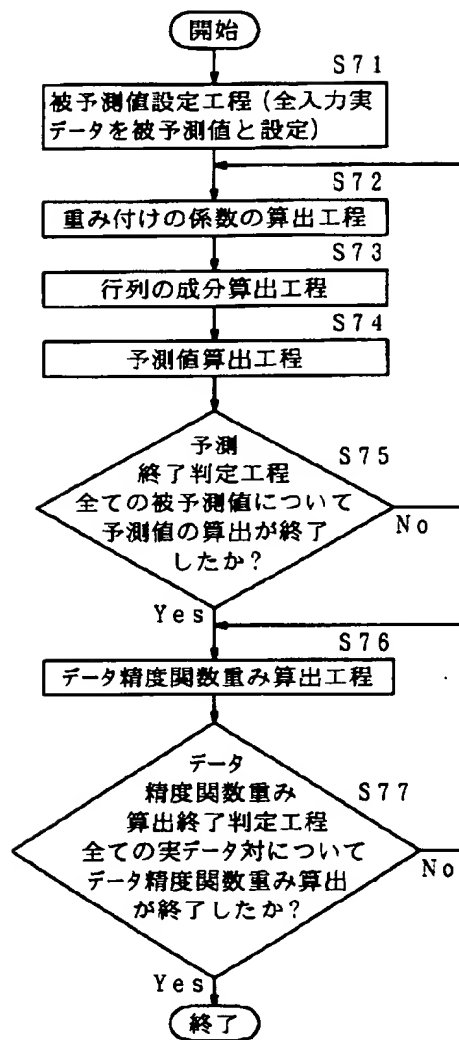 開始
S71
被予測値設定工程(全入力実
データを被予測値と設定)
S72
重み付けの係数の算出工程
S73
行列の成分算出工程
S74
予測値算出工程
予測
S75
終了判定工程
全ての被予測値について
予測値の算出が終了
したか?
No
Yes
S76
データ精度関数重み算出工程
データ
精度関数重み
S77
算出終了判定工程
全ての実データ対について
データ精度関数重み算出
が終了したか?
No
Yes
終了